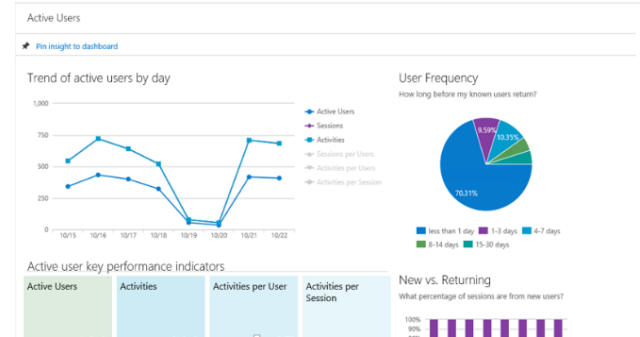 Active Users
Pin insight to dashboard
Trend of active users by day
1,000
750
500
250
0
10/15 10/16 10/17 10/18 10/19 10/20 10/21 10/22
Active Users
Sessions
Activities
Sessions per Users
Activities per Users
Activities per Session
User Frequency
How long before my known users return?
9.59%
10.35%
70.31%
less than 1 day 1-3 days 4-7 days
8-14 days 15-30 days
Active user key performance indicators
Active Users
Activities
Activities per User
Activities per
Session
New vs. Returning
What percentage of sessions are from new users?
100%
90%